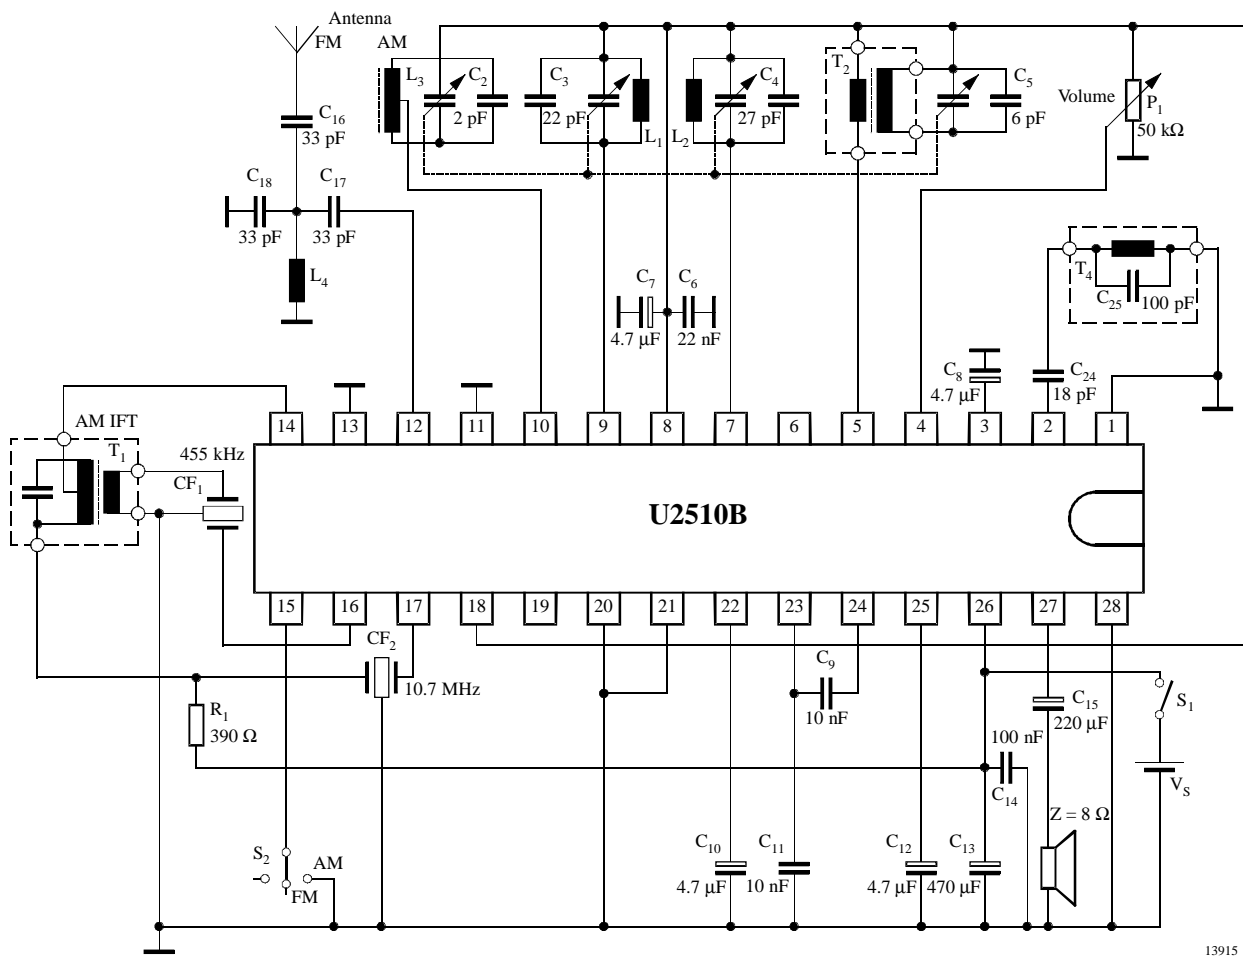 Antenna
FM
AM
L3
C2
2 pF
C3
22 pF
L1
L2
C4
27 pF
T2
C5
6 pF
Volume
P1
50 kΩ
C16
33 pF
C18
33 pF
C17
33 pF
L4
C7
4.7 µF
C6
22 nF
T4
C25
100 pF
C8
4.7 µF
C24
18 pF
AM IFT
T1
455 kHz
CF1
14 13 12 11 10 9 8 7 6 5 4 3 2 1
U2510B
15 16 17 18 19 20 21 22 23 24 25 26 27 28
CF2
10.7 MHz
R1
390 Ω
C9
10 nF
C15
220 µF
S1
100 nF
C14
VS
Z = 8 Ω
S2
AM
FM
C10
4.7 µF
C11
10 nF
C12
4.7 µF
C13
470 µF
13915